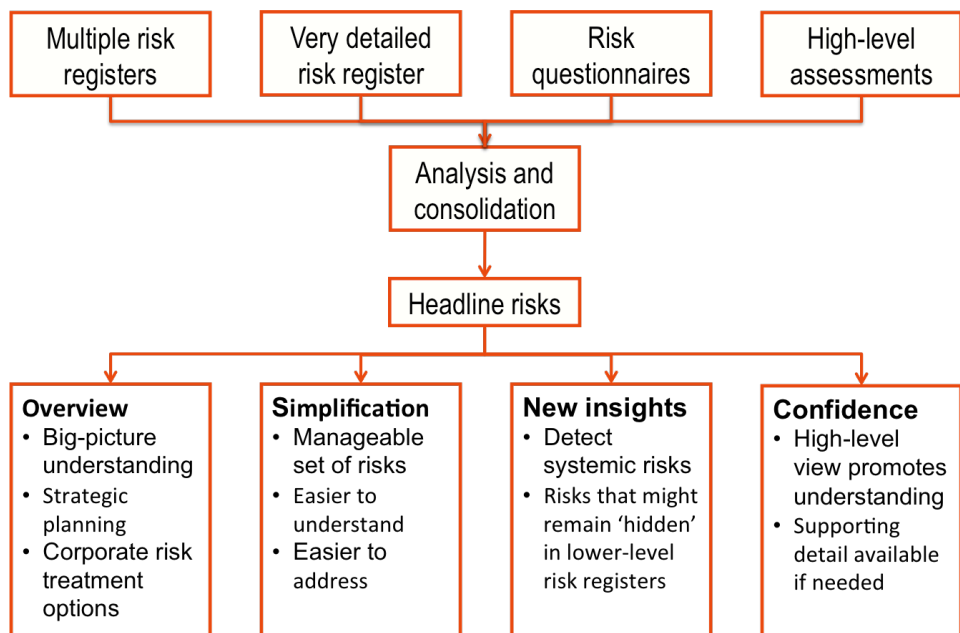 Multiple risk
registers
Very detailed
risk register
Risk
questionnaires
High-level
assessments
Analysis and
consolidation
Headline risks
Overview
• Big-picture
understanding
• Strategic
planning
• Corporate risk
treatment
options
Simplification
• Manageable
set of risks
• Easier to
understand
• Easier to
address
New insights
• Detect
systemic risks
• Risks that might
remain ‘hidden’
in lower-level
risk registers
Confidence
• High-level
view promotes
understanding
• Supporting
detail available
if needed